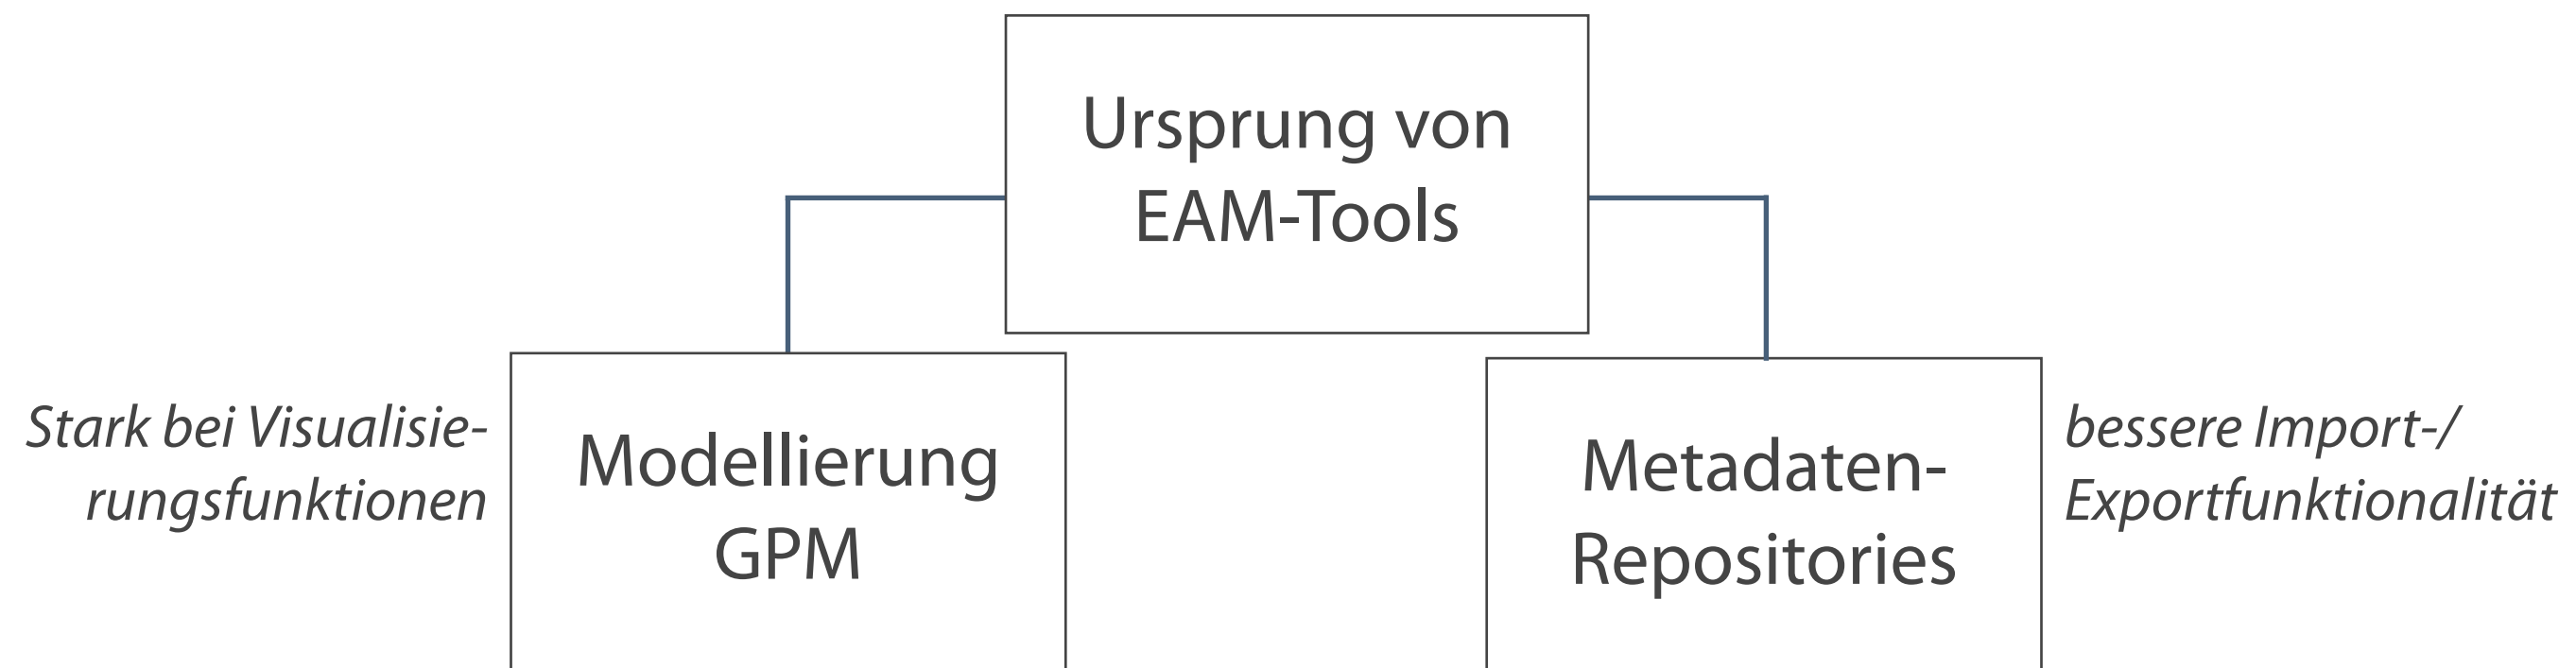 Ursprung von
EAM-Tools
Stark bei Visualisie-
rungsfunktionen
Modellierung
GPM
Metadaten-
Repositories
bessere Import-/
Exportfunktionalität